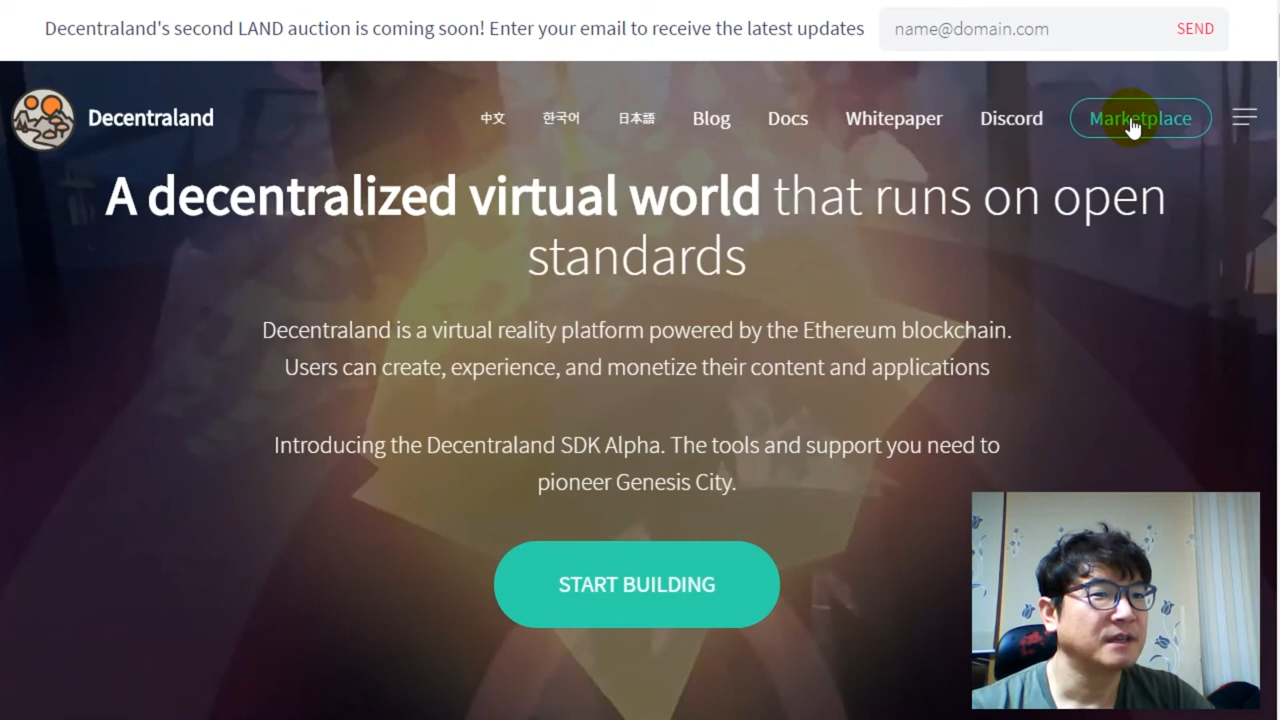 Decentraland's second LAND auction is coming soon! Enter your email to receive the latest updates name@domain.com SEND
Decentraland 中文 한국어 日本語 Blog Docs Whitepaper Discord Marketplace
A decentralized virtual world that runs on open
standards
Decentraland is a virtual reality platform powered by the Ethereum blockchain.
Users can create, experience, and monetize their content and applications
Introducing the Decentraland SDK Alpha. The tools and support you need to
pioneer Genesis City.
START BUILDING